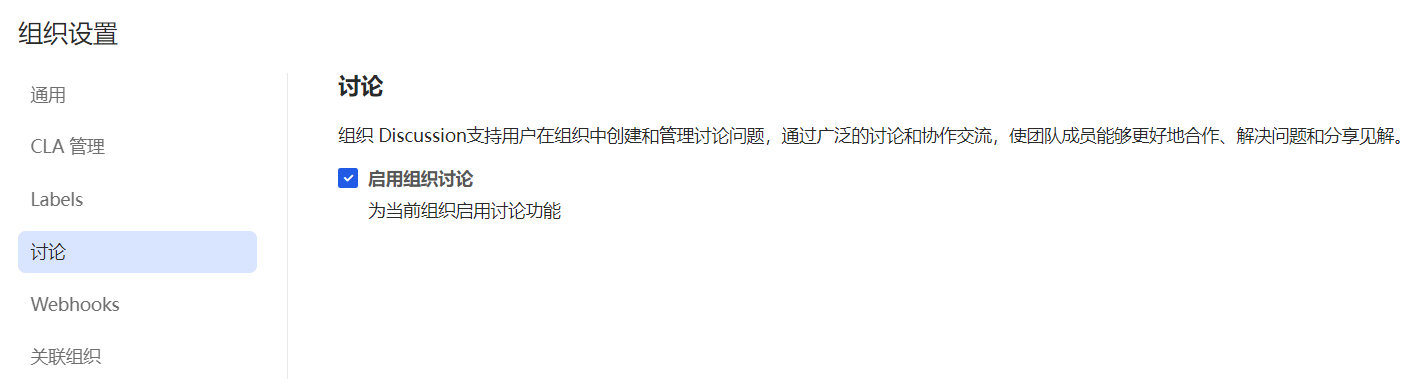 组织设置
通用
CLA 管理
Labels
讨论
Webhooks
关联组织
讨论
组织 Discussion支持用户在组织中创建和管理讨论问题，通过广泛的讨论和协作交流，使团队成员能够更好地合作、解决问题和分享见解。
启用组织讨论
为当前组织启用讨论功能